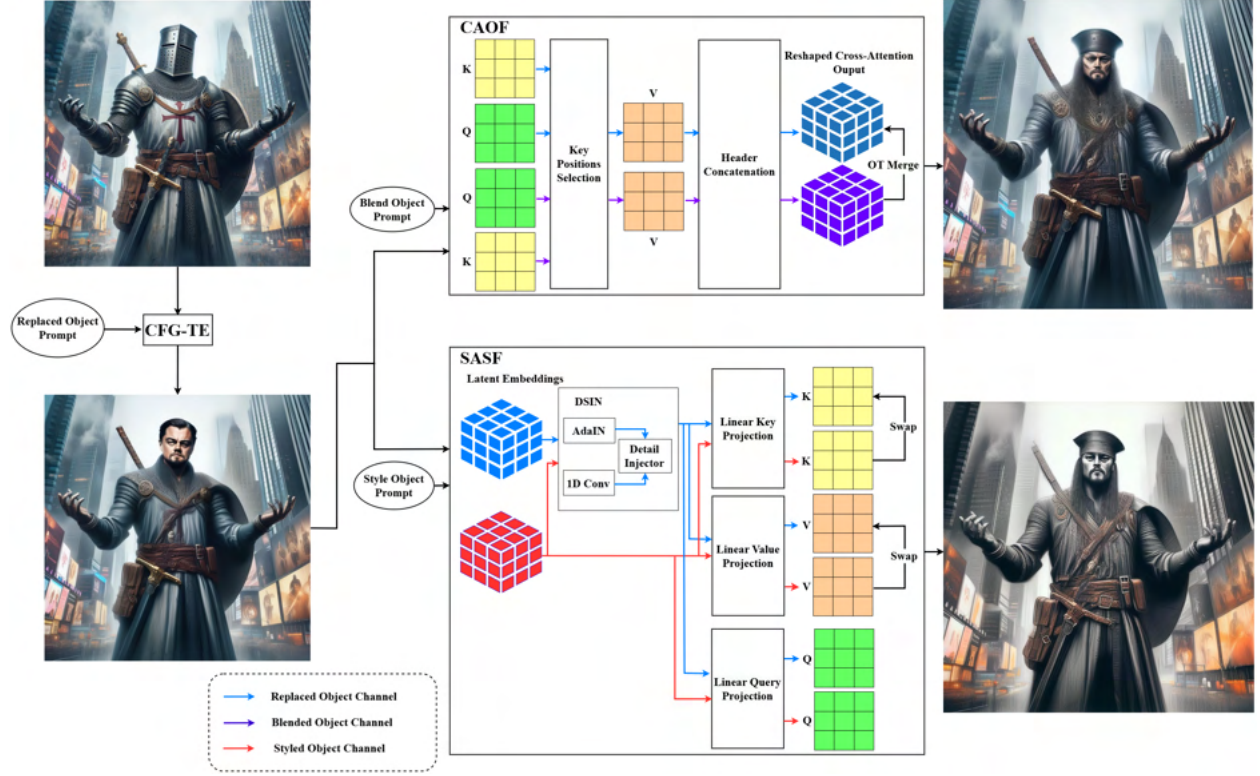 CAOF
K
Q
Q
K
Key
Positions
Selection
V
V
Header
Concatenation
Reshaped Cross-Attention
Ouput
OT Merge
Blend Object
Prompt
Replaced Object
Prompt
CFG-TE
SASF
Latent Embeddings
DSIN
AdaIN
Detail
Injector
1D Conv
Style Object
Prompt
Linear Key
Projection
K
K
Swap
Linear Value
Projection
V
V
Swap
Linear Query
Projection
Q
Q
Replaced Object Channel
Blended Object Channel
Styled Object Channel